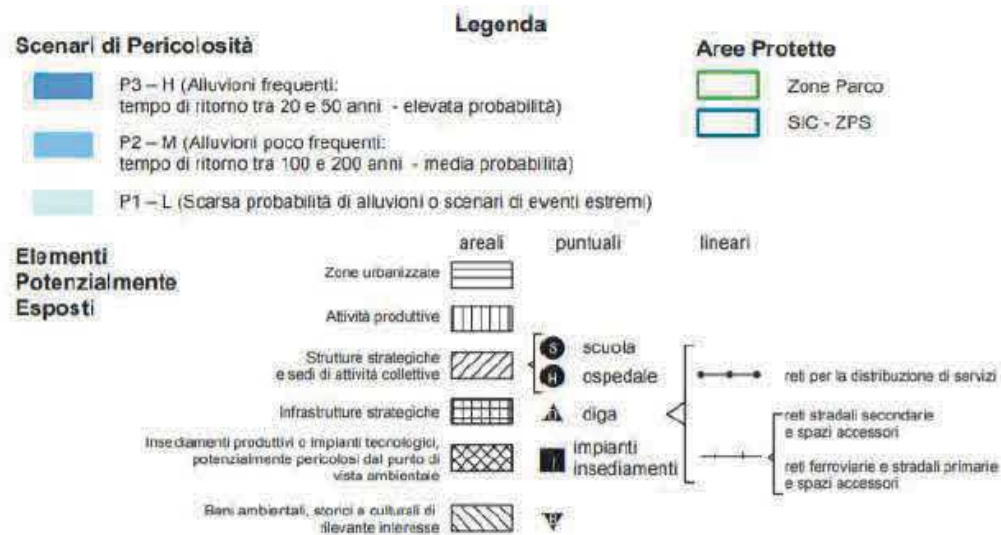 Legenda
Scenari di Pericolosità
P3 – H (Alluvioni frequenti:
tempo di ritorno tra 20 e 50 anni - elevata probabilità)
P2 – M (Alluvioni poco frequenti:
tempo di ritorno tra 100 e 200 anni - media probabilità)
P1 – L (Scarsa probabilità di alluvioni o scenari di eventi estremi)
Aree Protette
Zone Parco
SIC - ZPS
Elementi
Potenzialmente
Esposti
areali puntuali lineari
Zone urbanizzate
Attività produttive
Strutture strategiche
e sedi di attività collettive
S scuola
H ospedale
Infrastrutture strategiche
D diga
Insediamenti produttivi o impianti tecnologici,
potenzialmente pericolosi dal punto di
vista ambientale
impianti
insediamenti
Beni ambientali, storici e culturali di
rilevante interesse
reti per la distribuzione di servizi
reti stradali secondarie
e spazi accessori
reti ferroviarie e stradali primarie
e spazi accessori